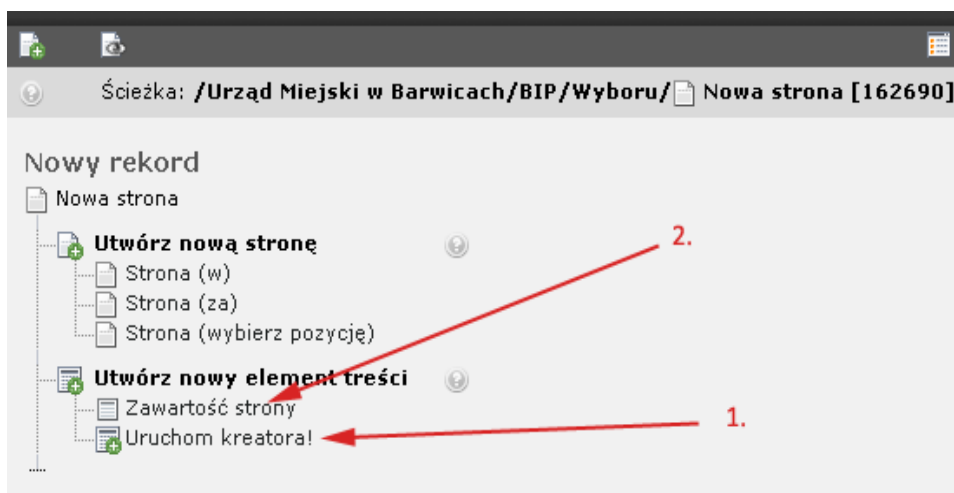 Ścieżka: /Urząd Miejski w Barwicach/BIP/Wyboru/ Nowa strona [162690]
Nowy rekord
Nowa strona
Utwórz nową stronę
2.
Strona (w)
Strona (za)
Strona (wybierz pozycję)
Utwórz nowy element treści
Zawartość strony
1.
Uruchom kreatora!